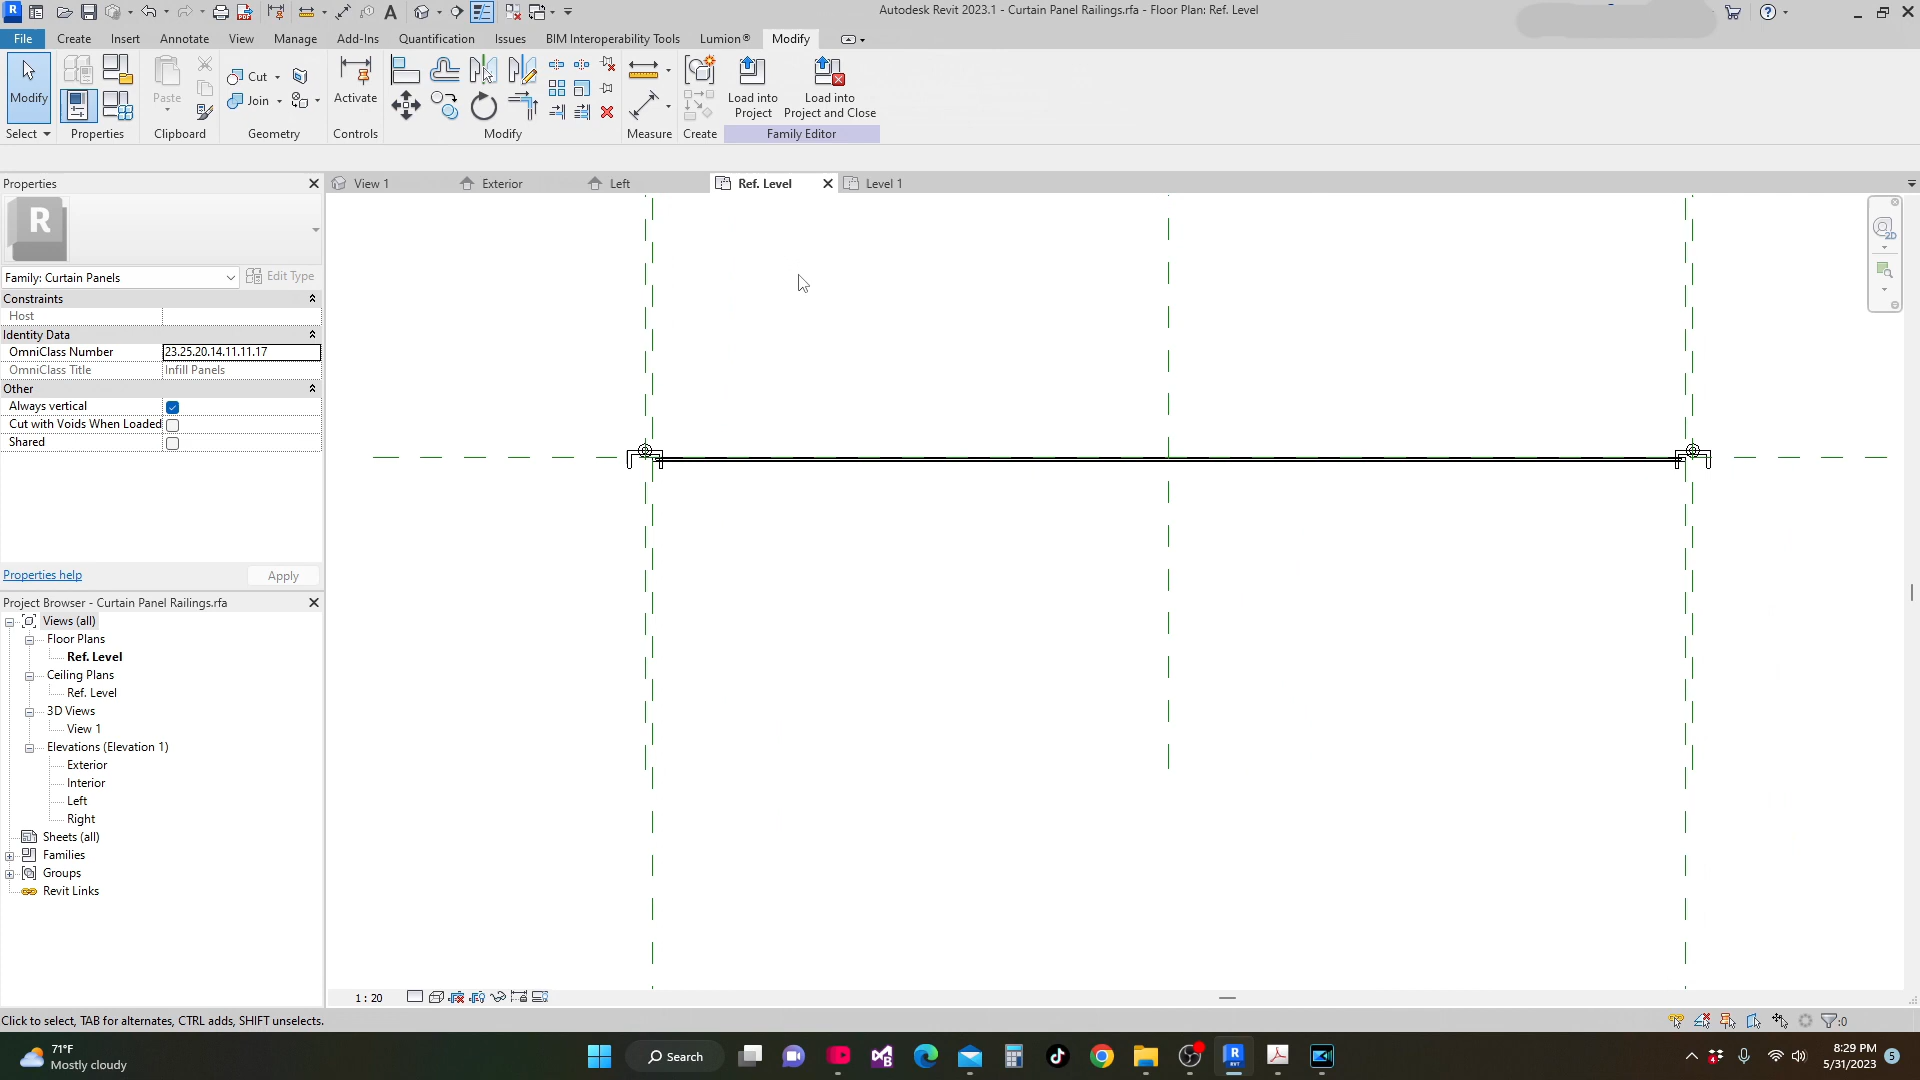 Autodesk Revit 2023.1 - Curtain Panel Railings.rfa - Floor Plan: Ref. Level
File Create Insert Annotate View Manage Add-Ins Quantification Issues BIM Interoperability Tools Lumion® Modify
Modify
Paste
Cut
Join
Activate
Load into Project
Load into Project and Close
Select Properties Clipboard Geometry Controls Modify Measure Create Family Editor
Properties
View 1 Exterior Left Ref. Level Level 1
R
2D
Family: Curtain Panels Edit Type
Constraints
Host
Identity Data
OmniClass Number 23.25.20.14.11.11.17
OmniClass Title Infill Panels
Other
Always vertical
Cut with Voids When Loaded
Shared
Properties help Apply
Project Browser - Curtain Panel Railings.rfa
Views (all)
Floor Plans
Ref. Level
Ceiling Plans
Ref. Level
3D Views
View 1
Elevations (Elevation 1)
Exterior
Interior
Left
Right
Sheets (all)
Families
Groups
Revit Links
1 : 20
Click to select, TAB for alternates, CTRL adds, SHIFT unselects.
:0
71°F
Mostly cloudy
Search
8:29 PM
5/31/2023
5